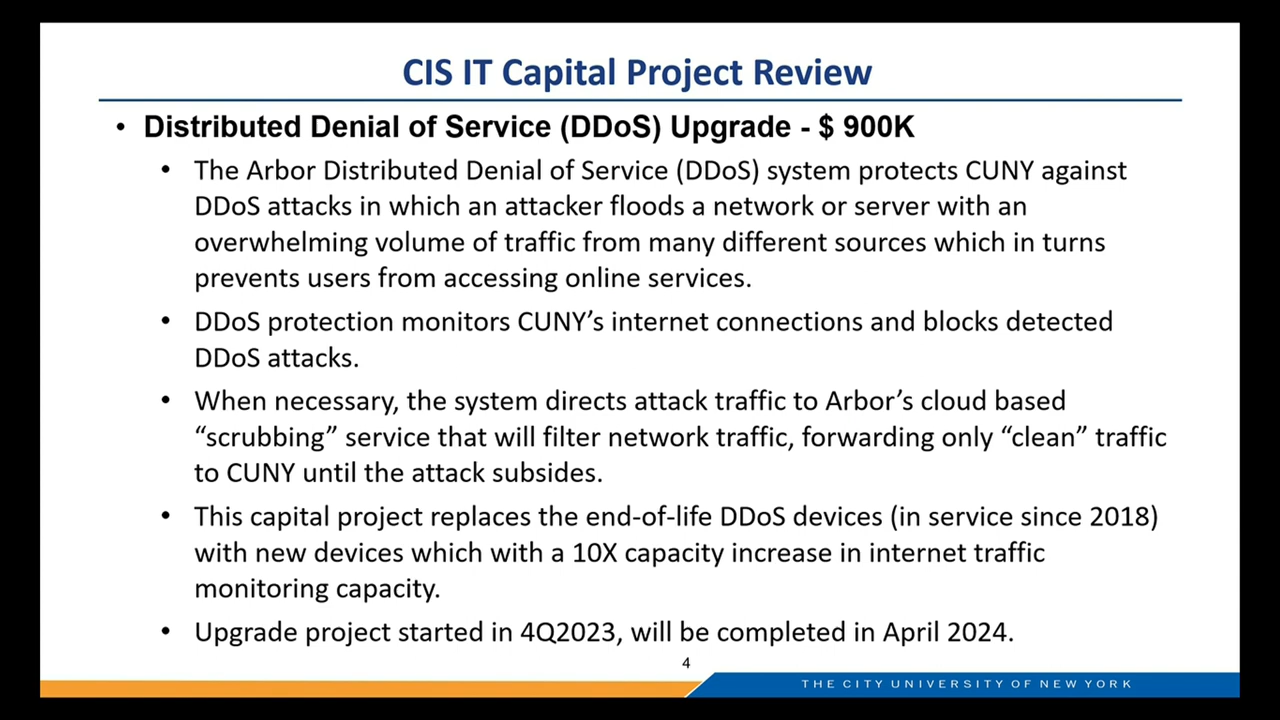 CIS IT Capital Project Review
• Distributed Denial of Service (DDoS) Upgrade - $ 900K
• The Arbor Distributed Denial of Service (DDoS) system protects CUNY against
DDoS attacks in which an attacker floods a network or server with an
overwhelming volume of traffic from many different sources which in turns
prevents users from accessing online services.
• DDoS protection monitors CUNY’s internet connections and blocks detected
DDoS attacks.
• When necessary, the system directs attack traffic to Arbor’s cloud based
“scrubbing” service that will filter network traffic, forwarding only “clean” traffic
to CUNY until the attack subsides.
• This capital project replaces the end-of-life DDoS devices (in service since 2018)
with new devices which with a 10X capacity increase in internet traffic
monitoring capacity.
• Upgrade project started in 4Q2023, will be completed in April 2024.
4
THE CITY UNIVERSITY OF NEW YORK